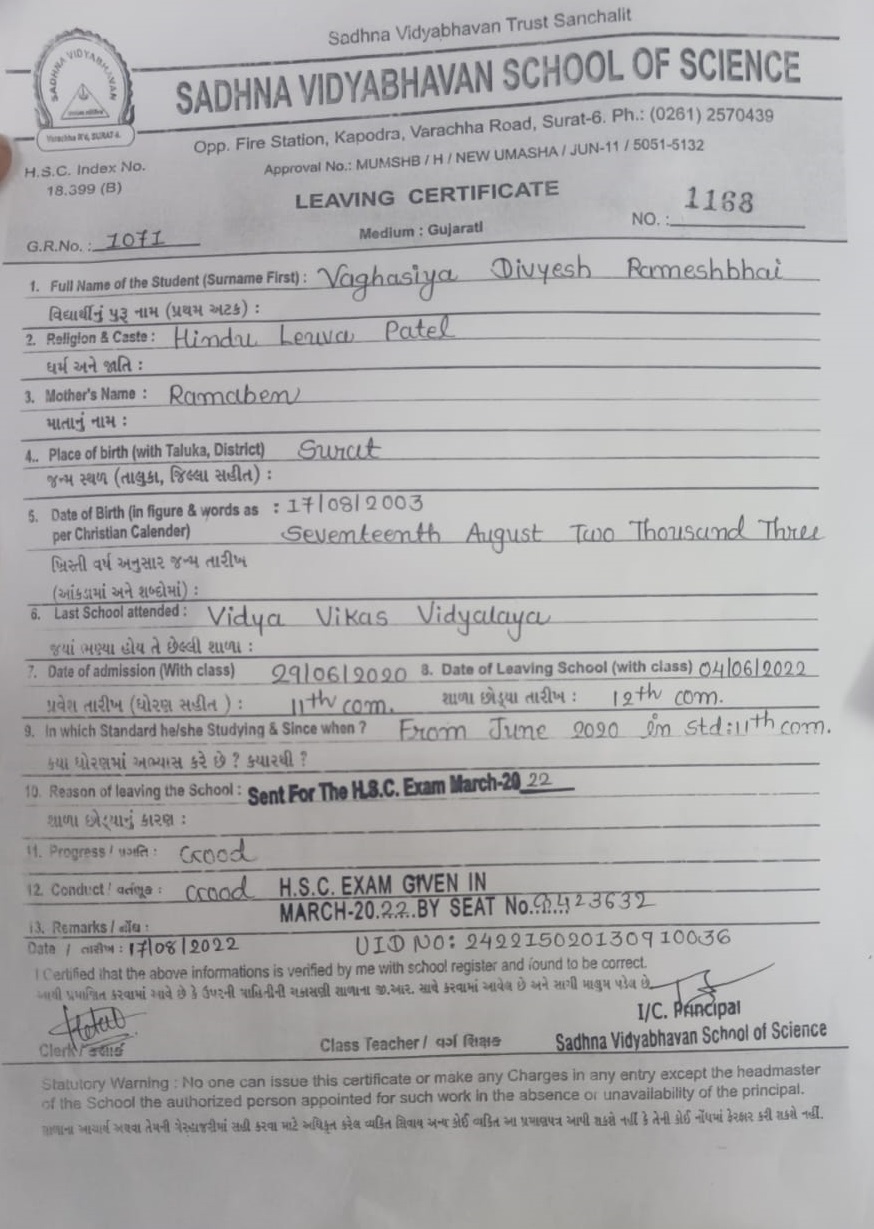 Sadhna Vidyabhavan Trust Sanchalit
SADHNA VIDYABHAVAN
Varachha R'd, SURAT-6.
SADHNA VIDYABHAVAN SCHOOL OF SCIENCE
Opp. Fire Station, Kapodra, Varachha Road, Surat-6. Ph.: (0261) 2570439
H.S.C. Index No.
18.399 (B)
Approval No.: MUMSHB / H / NEW UMASHA / JUN-11 / 5051-5132
LEAVING CERTIFICATE
NO. : 1168
G.R.No. : 1071
Medium : Gujarati
1. Full Name of the Student (Surname First) : Vaghasiya Divyesh Rameshbhai
વિદ્યાર્થીનું પુરૂ નામ (પ્રથમ અટક) :
2. Religion & Caste : Hindu Leuva Patel
ધર્મ અને જાતિ :
3. Mother's Name : Ramaben
માતાનું નામ :
4.. Place of birth (with Taluka, District) Surat
જન્મ સ્થળ (તાલુકા, જિલ્લા સહીત) :
5. Date of Birth (in figure & words as : 17/08/2003
per Christian Calender) Seventeenth August Two Thousand Three
ખ્રિસ્તી વર્ષ અનુસાર જન્મ તારીખ
(આંકડામાં અને શબ્દોમાં) :
6. Last School attended : Vidya Vikas Vidyalaya
જયાં ભણ્યા હોય તે છેલ્લી શાળા :
7. Date of admission (With class) 29/06/2020 8. Date of Leaving School (with class) 04/06/2022
પ્રવેશ તારીખ (ધોરણ સહીત ) : 11th com. શાળા છોડ્યા તારીખ : 12th com.
9. In which Standard he/she Studying & Since when ? From June 2020 in std:11th com.
કયા ધોરણમાં અભ્યાસ કરે છે ? કયારથી ?
10. Reason of leaving the School : Sent For The H.S.C. Exam March-20 22
શાળા છોડ્યાનું કારણ :
11. Progress / પ્રગતિ : Good
12. Conduct / વર્તણૂક : Good H.S.C. EXAM GIVEN IN
MARCH-20.22.BY SEAT No. 423632
13. Remarks / નોંધ :
Date / તારીખ : 17/08/2022 UID NO: 242215020130910036
I Certified that the above informations is verified by me with school register and found to be correct.
આથી પ્રમાણિત કરવામાં આવે છે કે ઉપરની માહિતીની ચકાસણી શાળાના જી.આર. સાથે કરવામાં આવેલ છે અને સાચી માલુમ પડેલ છે.
I/C. Principal
Clerk / કલાર્ક Class Teacher / વર્ગ શિક્ષક Sadhna Vidyabhavan School of Science
Statutory Warning : No one can issue this certificate or make any Charges in any entry except the headmaster
of the School the authorized person appointed for such work in the absence or unavailability of the principal.
શાળાના આચાર્ય અથવા તેમની ગેરહાજરીમાં સહી કરવા માટે અધિકૃત કરેલ વ્યકિત સિવાય અન્ય કોઈ વ્યકિત આ પ્રમાણપત્ર આપી શકશે નહીં કે તેની કોઈ નોંધમાં ફેરફાર કરી શકશે નહીં.